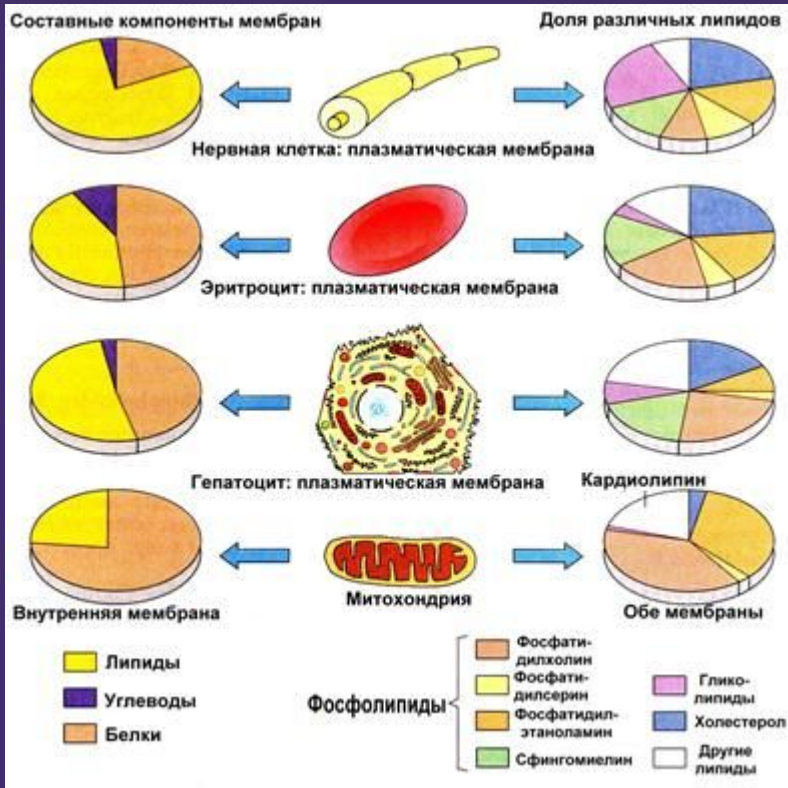 Составные компоненты мембран
Доля различных липидов
Нервная клетка: плазматическая мембрана
Эритроцит: плазматическая мембрана
Гепатоцит: плазматическая мембрана
Кардиолипин
Внутренняя мембрана
Митохондрия
Обе мембраны
Липиды
Углеводы
Белки
Фосфолипиды
Фосфати-
дилхолин
Фосфати-
дилсерин
Фосфатидил-
этаноламин
Сфингомиелин
Глико-
липиды
Холестерол
Другие
липиды